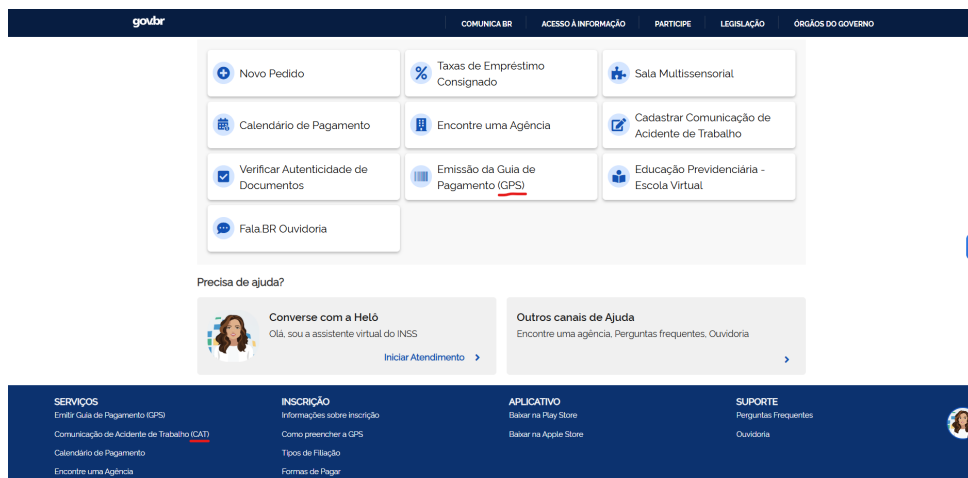 gov.br
COMUNICA BR
ACESSO À INFORMAÇÃO
PARTICIPE
LEGISLAÇÃO
ÓRGÃOS DO GOVERNO
Novo Pedido
Taxas de Empréstimo
Consignado
Sala Multissensorial
Calendário de Pagamento
Encontre uma Agência
Cadastrar Comunicação de
Acidente de Trabalho
Verificar Autenticidade de
Documentos
Emissão da Guia de
Pagamento (GPS)
Educação Previdenciária -
Escola Virtual
Fala.BR Ouvidoria
Precisa de ajuda?
Converse com a Helô
Olá, sou a assistente virtual do INSS
Iniciar Atendimento
Outros canais de Ajuda
Encontre uma agência, Perguntas frequentes, Ouvidoria
SERVIÇOS
Emitir Guia de Pagamento (GPS)
Comunicação de Acidente de Trabalho (CAT)
Calendário de Pagamento
Encontre uma Agência
INSCRIÇÃO
Informações sobre inscrição
Como preencher a GPS
Tipos de Filiação
Formas de Pagar
APLICATIVO
Baixar na Play Store
Baixar na Apple Store
SUPORTE
Perguntas Frequentes
Ouvidoria